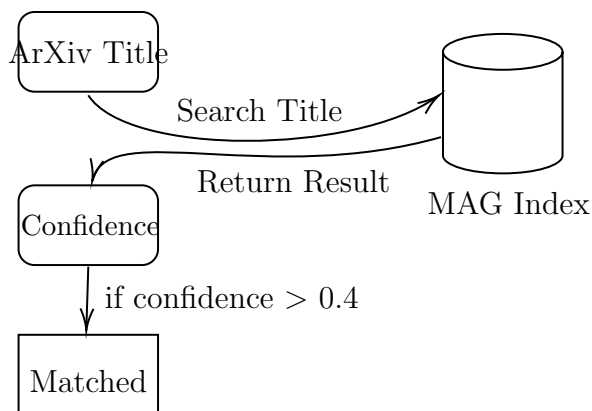 ArXiv Title
Search Title
Return Result
MAG Index
Confidence
if confidence > 0.4
Matched